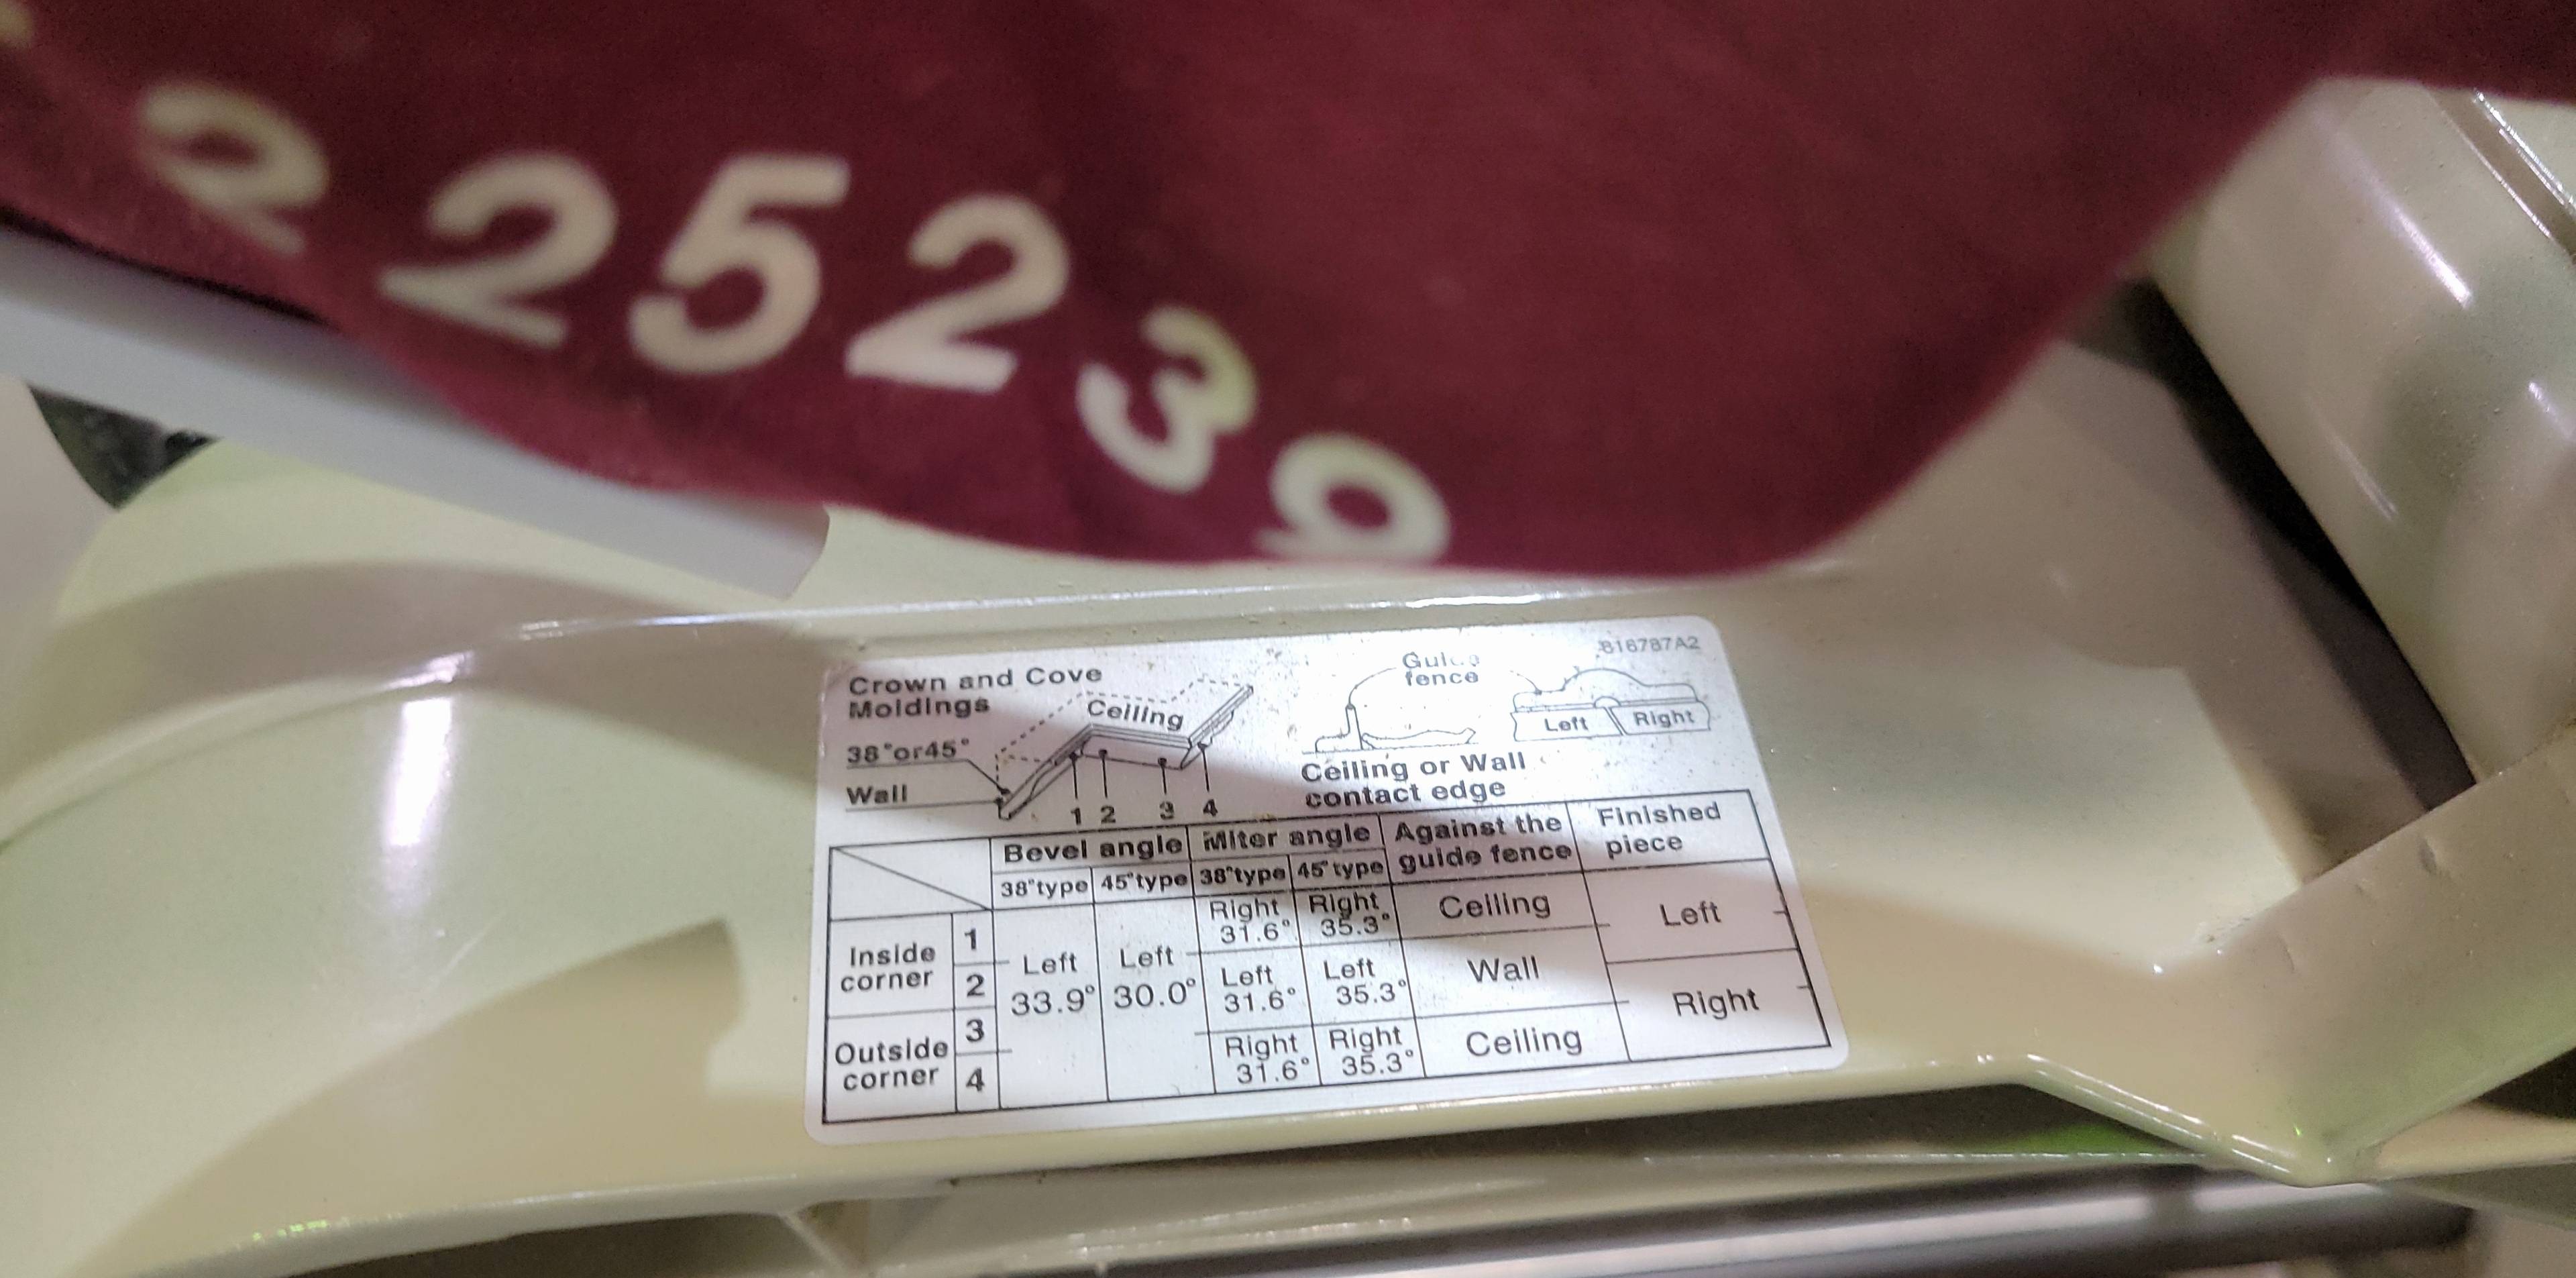 2 2 5 2 3 9
816787A2
Crown and Cove
Moldings
Ceiling
38°or45°
Wall
1 2 3 4
fence
Left Right
Ceiling or Wall
contact edge
Bevel angle Miter angle Against the guide fence Finished piece
38°type 45°type 38°type 45°type
Inside corner 1 2
Outside corner 3 4
Left 33.9°
Left 30.0°
Right 31.6° Right 35.3° Ceiling
Left 31.6° Left 35.3° Wall
Right 31.6° Right 35.3° Ceiling
Left
Right